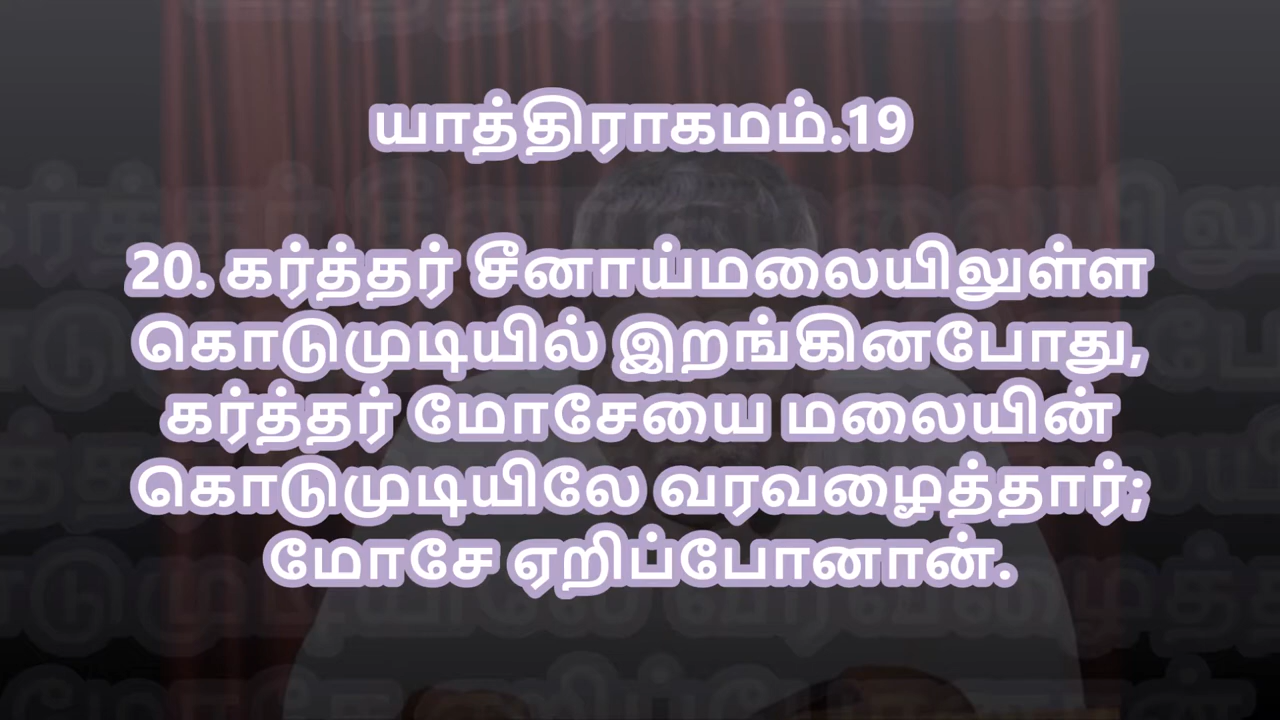 யாத்திராகமம்.19
20. கர்த்தர் சீனாய்மலையிலுள்ள
கொடுமுடியில் இறங்கினபோது,
கர்த்தர் மோசேயை மலையின்
கொடுமுடியிலே வரவழைத்தார்;
மோசே ஏறிப்போனான்.